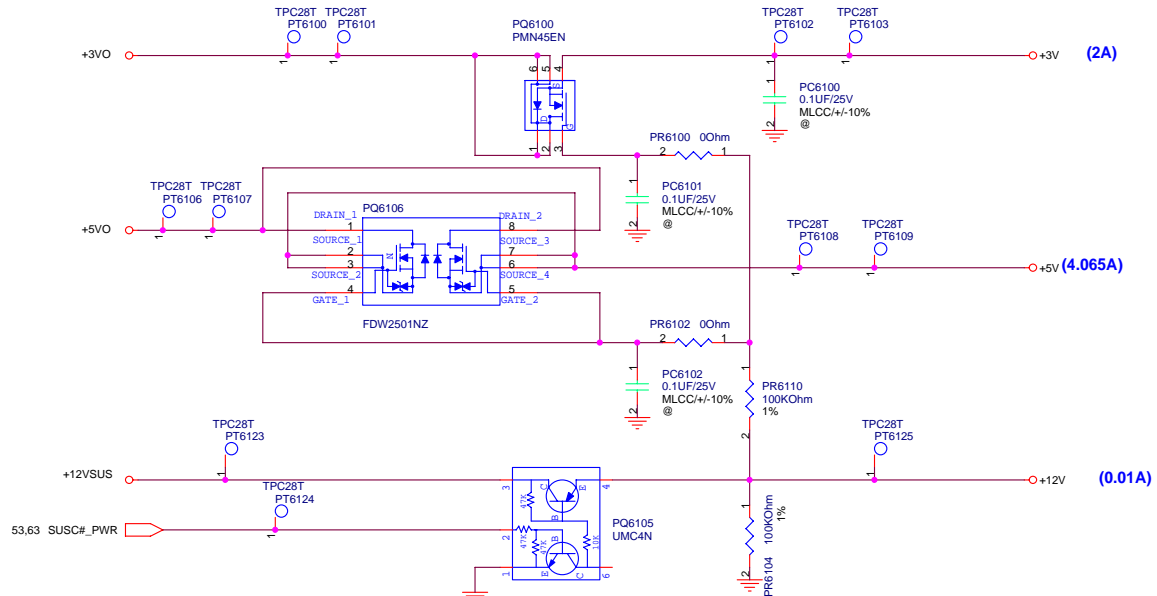 TPC28T
PT6100
TPC28T
PT6101
PQ6100
PMN45EN
TPC28T
PT6102
TPC28T
PT6103
+3VO
1
1
6
5
4
S
D
G
1
2
3
1
1
+3V
(2A)
1
2
PC6100
0.1UF/25V
MLCC/+/-10%
@
PR6100 0Ohm
2
1
1
2
PC6101
0.1UF/25V
MLCC/+/-10%
@
TPC28T
PT6106
TPC28T
PT6107
PQ6106
+5VO
1
1
DRAIN_1
1
SOURCE_1
2
3
SOURCE_2
4
GATE_1
N
DRAIN_2
8
SOURCE_3
7
6
SOURCE_4
5
GATE_2
FDW2501NZ
TPC28T
PT6108
TPC28T
PT6109
1
1
+5V
(4.065A)
PR6102 0Ohm
2
1
1
2
PC6102
0.1UF/25V
MLCC/+/-10%
@
1
2
PR6110
100KOhm
1%
TPC28T
PT6123
TPC28T
PT6125
+12VSUS
1
3
4
1
+12V
(0.01A)
TPC28T
PT6124
53,63 SUSC#_PWR
1
2
1
6
C
E
B
47K
47K
47K
10K
B
E
C
PQ6105
UMC4N
1
2
PR6104
100KOhm
1%